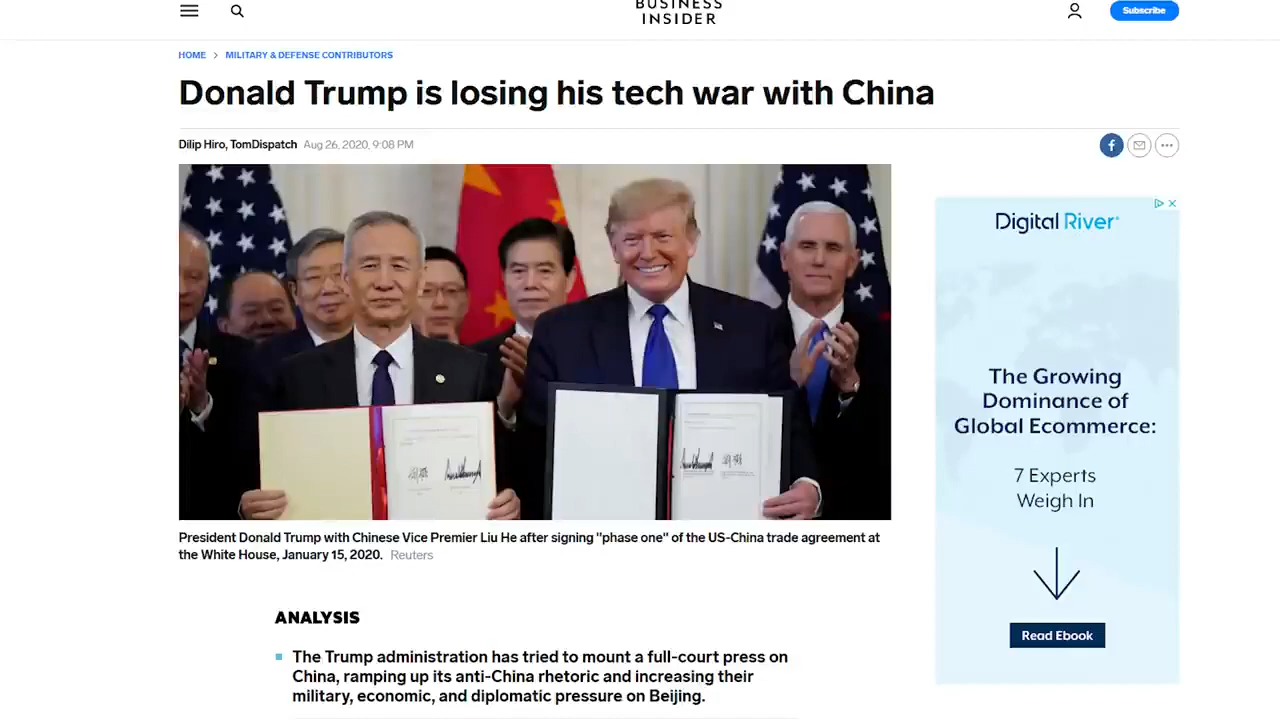 BUSINESS
INSIDER
Subscribe
HOME > MILITARY & DEFENSE CONTRIBUTORS
Donald Trump is losing his tech war with China
Dilip Hiro, TomDispatch Aug 26, 2020, 9:08 PM
Digital River
The Growing
Dominance of
Global Ecommerce:
7 Experts
Weigh In
Read Ebook
President Donald Trump with Chinese Vice Premier Liu He after signing "phase one" of the US-China trade agreement at
the White House, January 15, 2020. Reuters
ANALYSIS
The Trump administration has tried to mount a full-court press on
China, ramping up its anti-China rhetoric and increasing their
military, economic, and diplomatic pressure on Beijing.